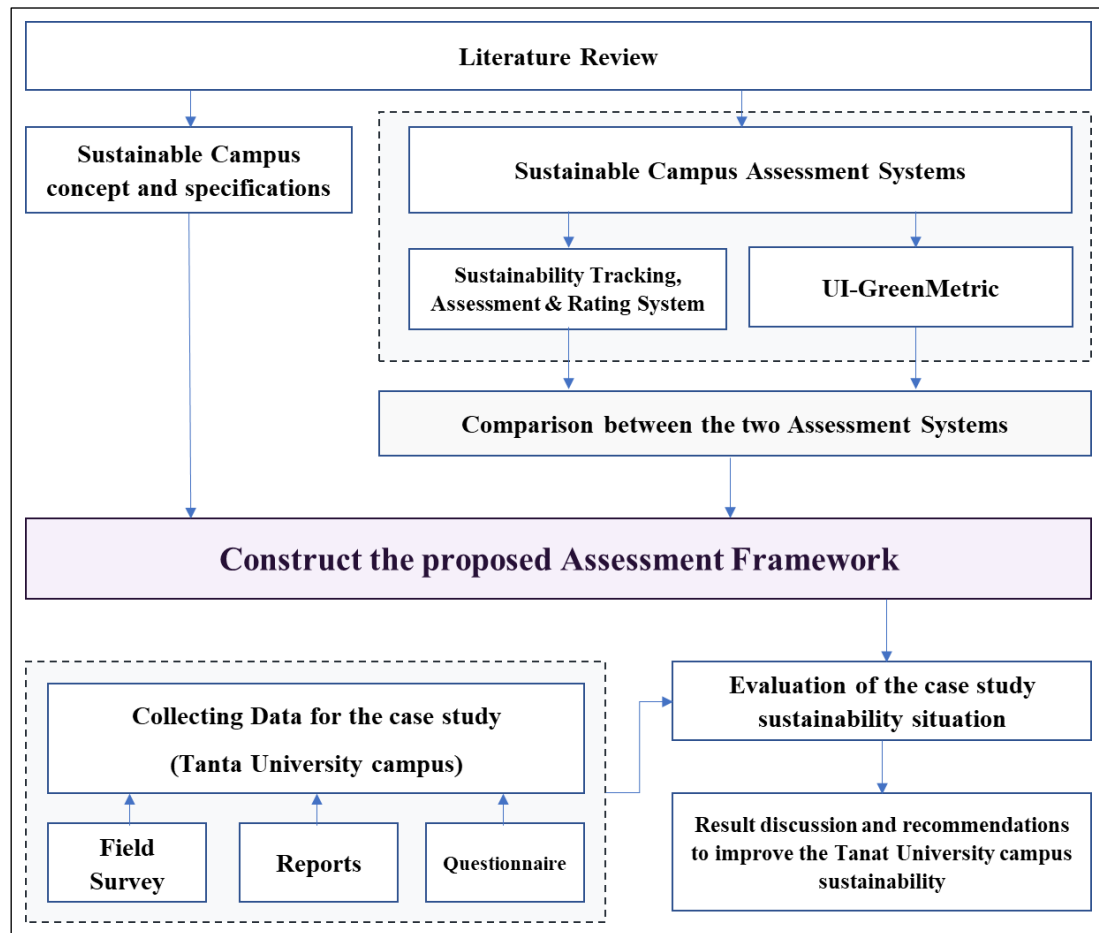 Literature Review
Sustainable Campus
concept and specifications
Sustainable Campus Assessment Systems
Sustainability Tracking,
Assessment & Rating System
UI-GreenMetric
Comparison between the two Assessment Systems
Construct the proposed Assessment Framework
Collecting Data for the case study
(Tanta University campus)
Field
Survey
Reports
Questionnaire
Evaluation of the case study
sustainability situation
Result discussion and recommendations
to improve the Tanat University campus
sustainability